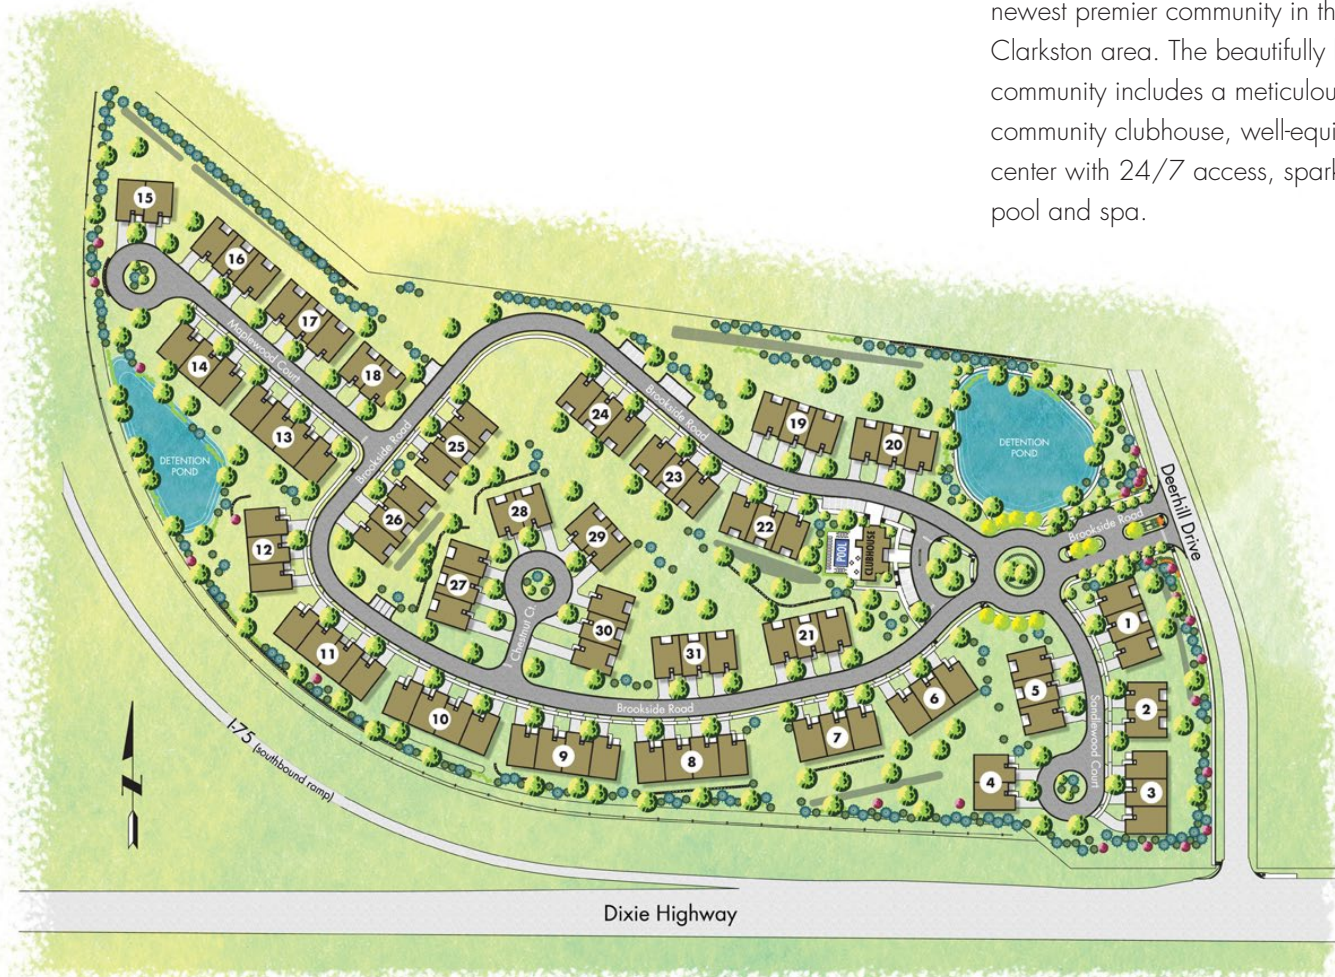 newest premier community in th
Clarkston area. The beautifully
community includes a meticulou
community clubhouse, well-equi
center with 24/7 access, spark
pool and spa.
15
16
17
Maplewood Court
14
18
13
DETENTION
POND
Brookside Road
25
26
24
Brookside Road
23
19
20
22
DETENTION
POND
Deerhill Drive
Brookside Road
POOL
CLUBHOUSE
28
29
12
27
Chestnut Ct.
30
11
31
21
1
10
Brookside Road
6
5
Sandlewood Court
2
9
8
7
4
3
I-75 (southbound ramp)
N
Dixie Highway